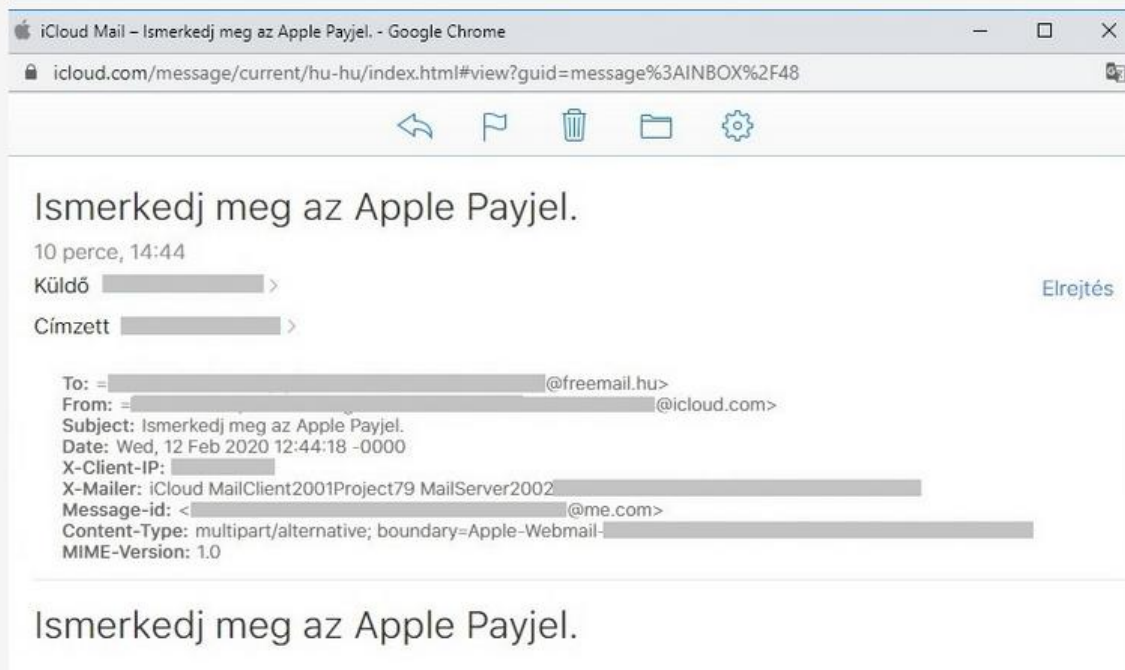 iCloud Mail – Ismerkedj meg az Apple Payjel. - Google Chrome
icloud.com/message/current/hu-hu/index.html#view?guid=message%3AINBOX%2F48
Ismerkedj meg az Apple Payjel.
10 perce, 14:44
Küldő
Elrejtés
Címzett
To: = @freemail.hu>
From: = @icloud.com>
Subject: Ismerkedj meg az Apple Payjel.
Date: Wed, 12 Feb 2020 12:44:18 -0000
X-Client-IP:
X-Mailer: iCloud MailClient2001Project79 MailServer2002
Message-id: < @me.com>
Content-Type: multipart/alternative; boundary=Apple-Webmail-
MIME-Version: 1.0
Ismerkedj meg az Apple Payjel.